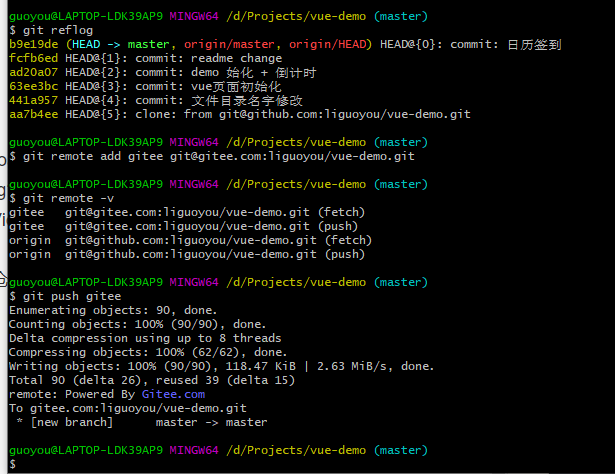 guoyou@LAPTOP-LDK39AP9 MINGW64 /d/Projects/vue-demo (master)
$ git reflog
b9e19de (HEAD -> master, origin/master, origin/HEAD) HEAD@{0}: commit: 日历签到
fcfb6ed HEAD@{1}: commit: readme change
ad20a07 HEAD@{2}: commit: demo 始化 + 倒计时
63ee3bc HEAD@{3}: commit: vue页面初始化
441a957 HEAD@{4}: commit: 文件目录名字修改
aa7b4ee HEAD@{5}: clone: from git@github.com:liguoyou/vue-demo.git
guoyou@LAPTOP-LDK39AP9 MINGW64 /d/Projects/vue-demo (master)
$ git remote add gitee git@gitee.com:liguoyou/vue-demo.git
guoyou@LAPTOP-LDK39AP9 MINGW64 /d/Projects/vue-demo (master)
$ git remote -v
gitee   git@gitee.com:liguoyou/vue-demo.git (fetch)
gitee   git@gitee.com:liguoyou/vue-demo.git (push)
origin  git@github.com:liguoyou/vue-demo.git (fetch)
origin  git@github.com:liguoyou/vue-demo.git (push)
guoyou@LAPTOP-LDK39AP9 MINGW64 /d/Projects/vue-demo (master)
$ git push gitee
Enumerating objects: 90, done.
Counting objects: 100% (90/90), done.
Delta compression using up to 8 threads
Compressing objects: 100% (62/62), done.
Writing objects: 100% (90/90), 118.47 KiB | 2.63 MiB/s, done.
Total 90 (delta 26), reused 39 (delta 15)
remote: Powered By Gitee.com
To gitee.com:liguoyou/vue-demo.git
 * [new branch]      master -> master
guoyou@LAPTOP-LDK39AP9 MINGW64 /d/Projects/vue-demo (master)
$